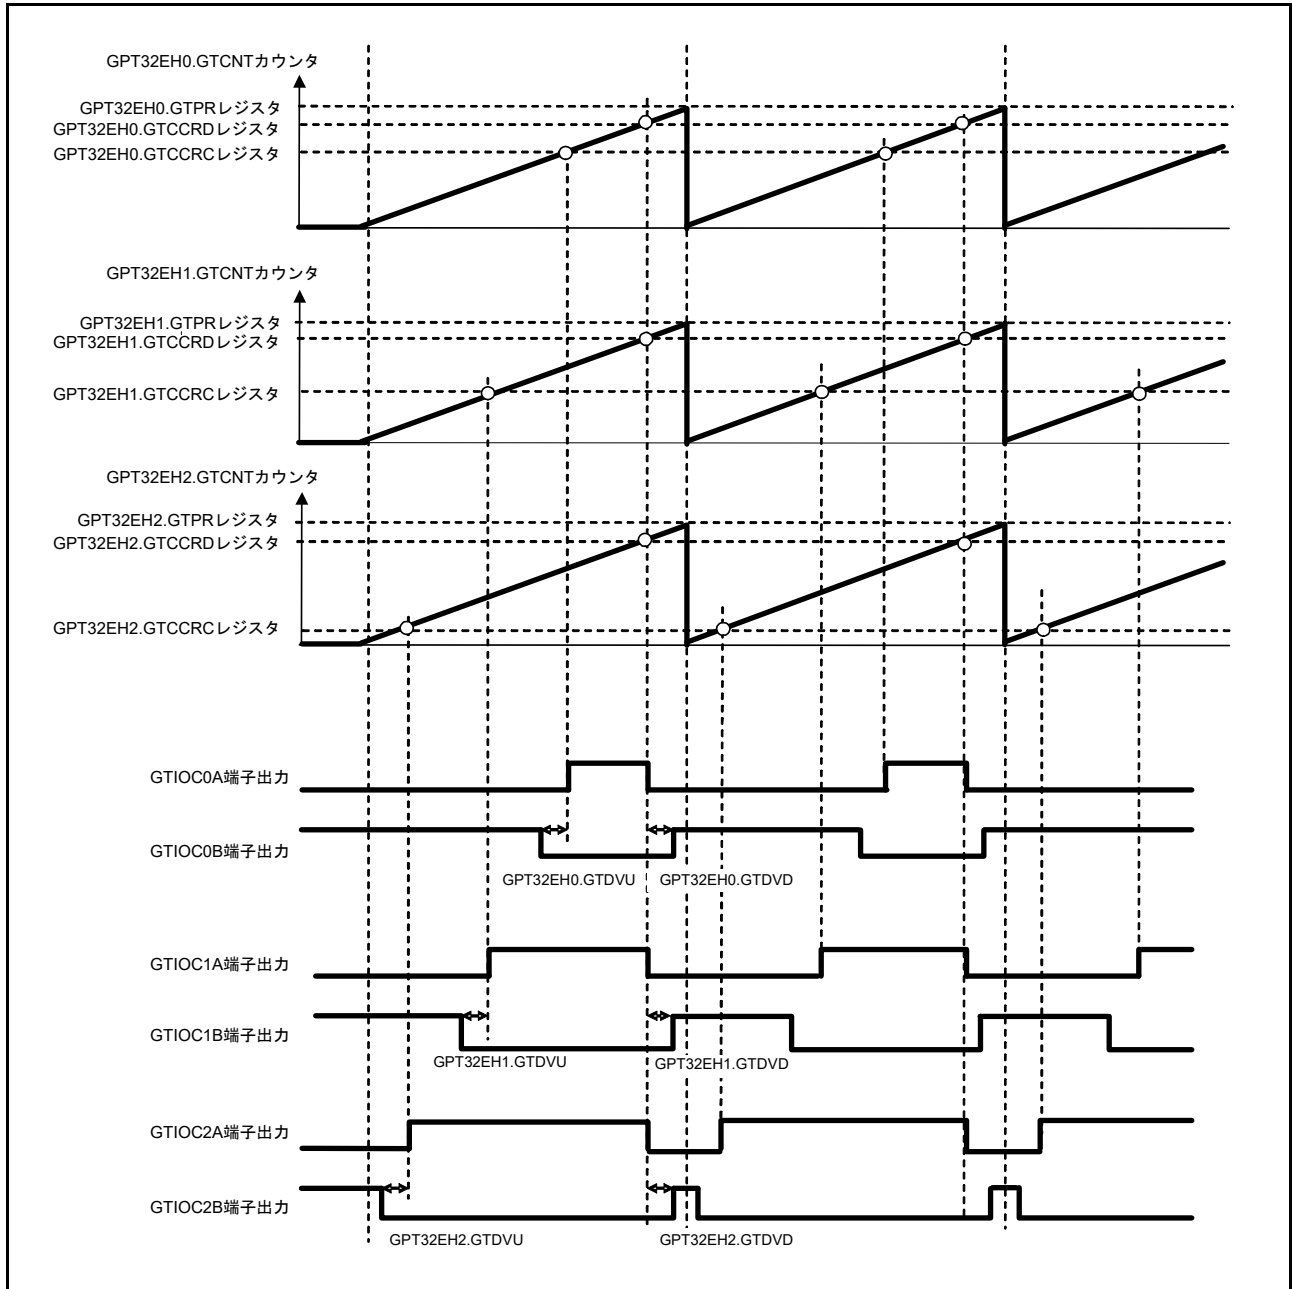 GPT32EH0.GTCNTカウンタ
GPT32EH0.GTPRレジスタ
GPT32EH0.GTCCRDレジスタ
GPT32EH0.GTCCRCレジスタ
GPT32EH1.GTCNTカウンタ
GPT32EH1.GTPRレジスタ
GPT32EH1.GTCCRDレジスタ
GPT32EH1.GTCCRCレジスタ
GPT32EH2.GTCNTカウンタ
GPT32EH2.GTPRレジスタ
GPT32EH2.GTCCRDレジスタ
GPT32EH2.GTCCRCレジスタ
GTIOC0A端子出力
GTIOC0B端子出力
GPT32EH0.GTDVU GPT32EH0.GTDVD
GTIOC1A端子出力
GTIOC1B端子出力
GPT32EH1.GTDVU GPT32EH1.GTDVD
GTIOC2A端子出力
GTIOC2B端子出力
GPT32EH2.GTDVU GPT32EH2.GTDVD